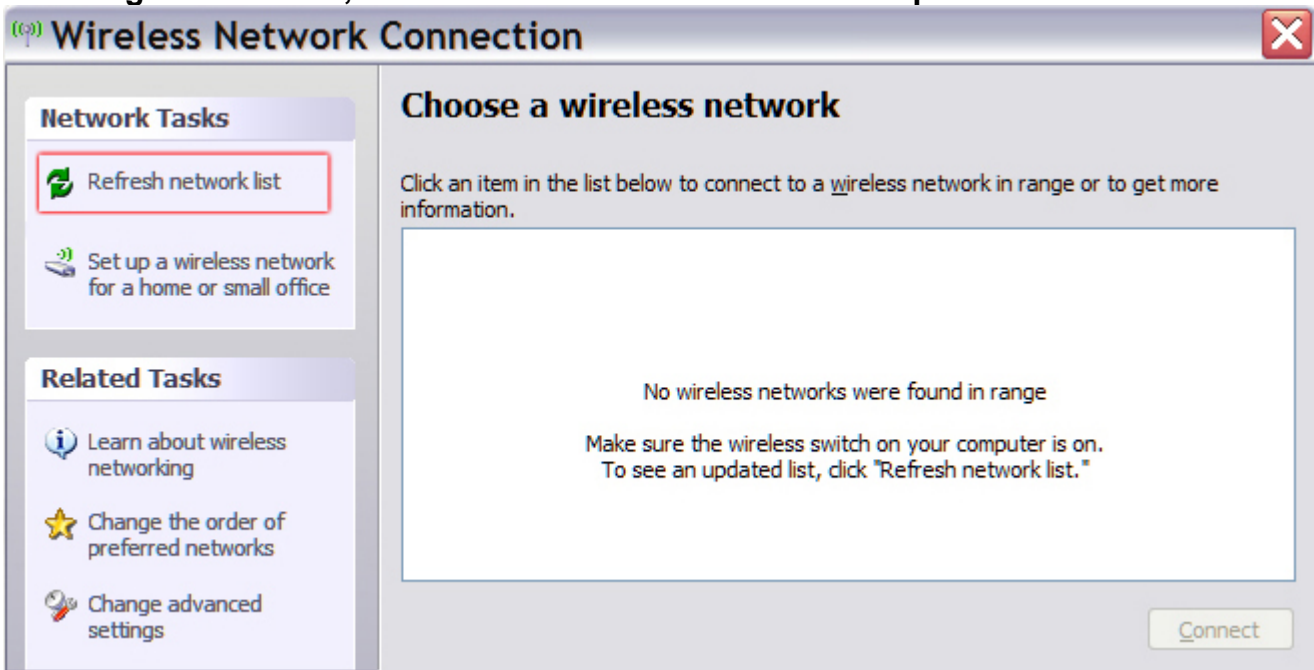 Wireless Network Connection
Network Tasks
Refresh network list
Set up a wireless network
for a home or small office
Related Tasks
Learn about wireless
networking
Change the order of
preferred networks
Change advanced
settings
Choose a wireless network
Click an item in the list below to connect to a wireless network in range or to get more
information.
No wireless networks were found in range
Make sure the wireless switch on your computer is on.
To see an updated list, click "Refresh network list."
Connect